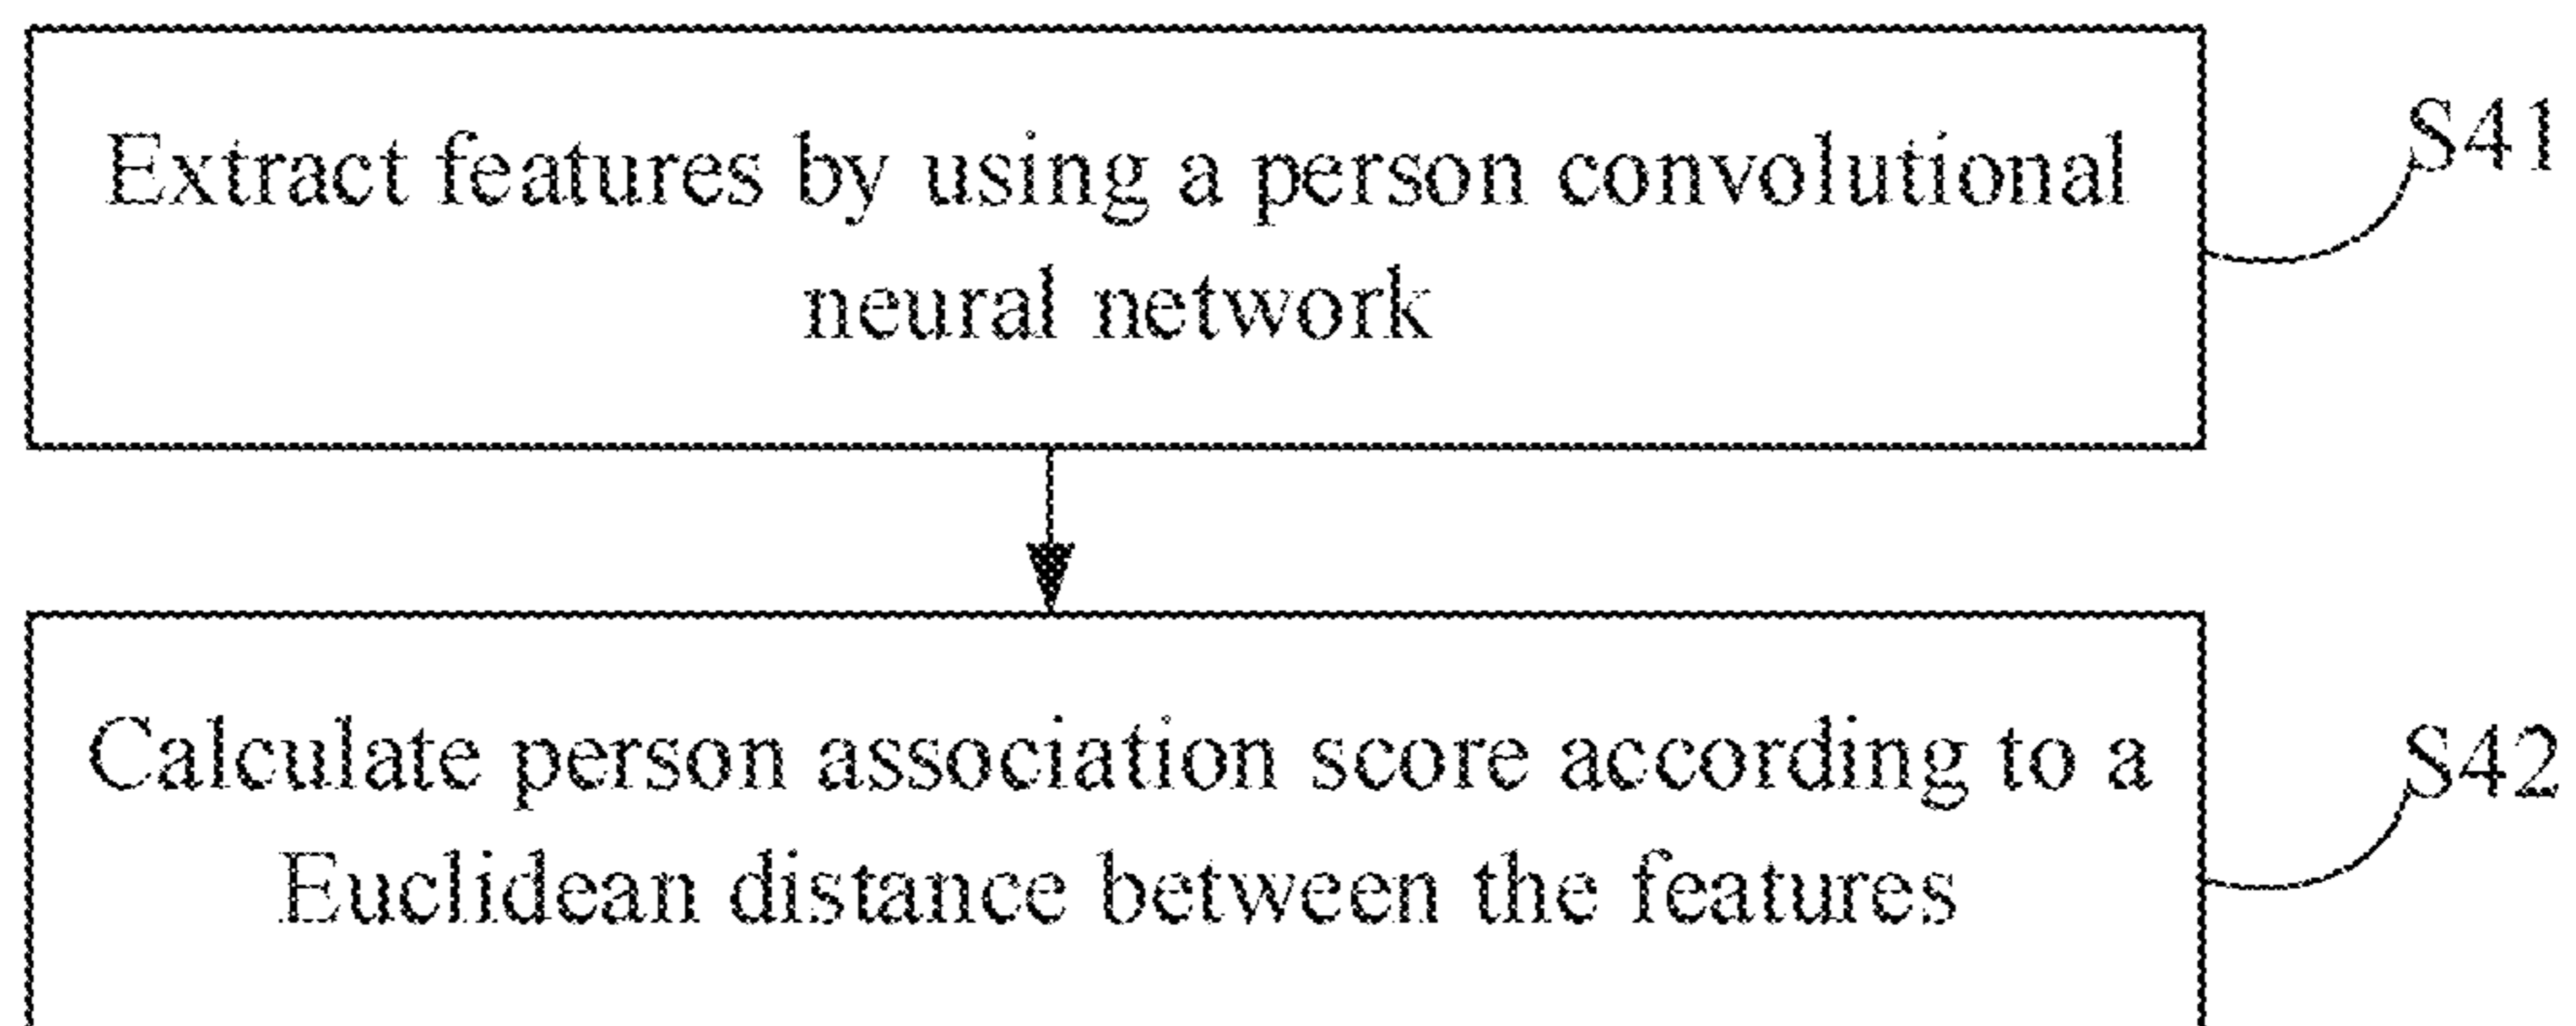 Extract features by using a person convolutional
neural network
S41
Calculate person association score according to a
Euclidean distance between the features
S42